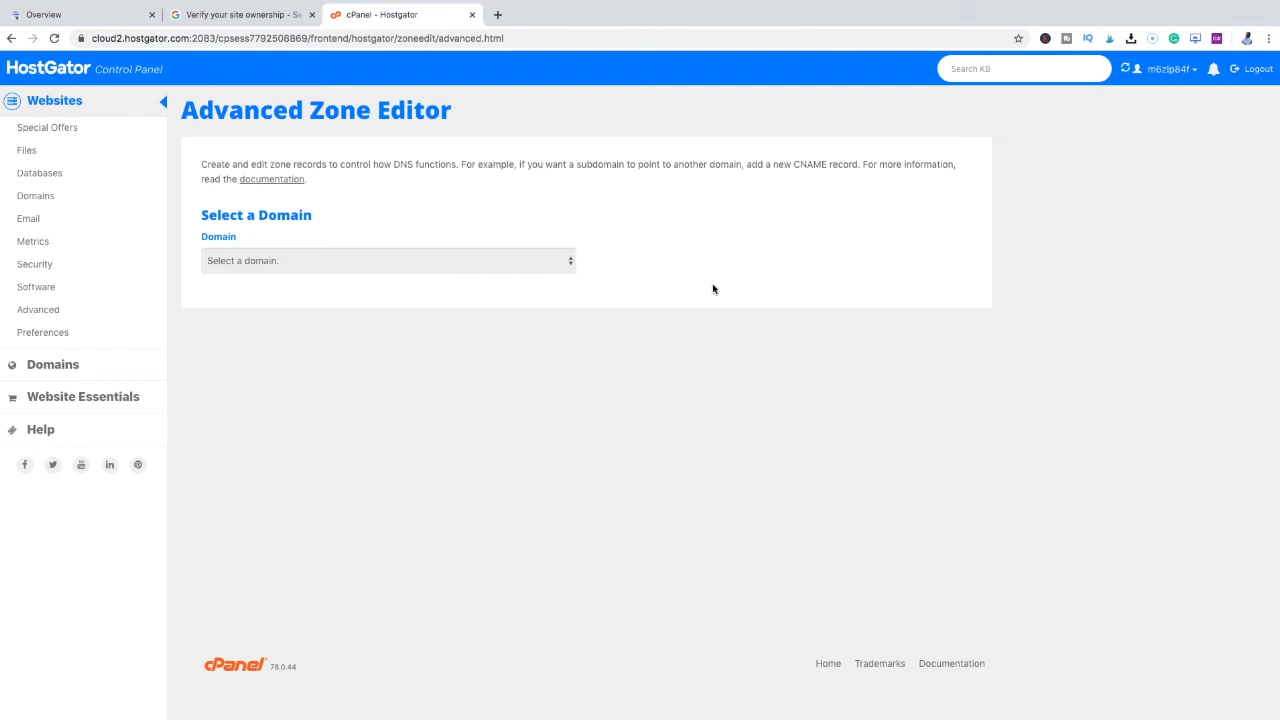 Overview
Verify your site ownership - Se
cPanel - Hostgator
cloud2.hostgator.com:2083/cpsess7792508869/frontend/hostgator/zoneedit/advanced.html
HostGator Control Panel
Search KB
m6zlp84f
Logout
Websites
Special Offers
Files
Databases
Domains
Email
Metrics
Security
Software
Advanced
Preferences
Domains
Website Essentials
Help
Advanced Zone Editor
Create and edit zone records to control how DNS functions. For example, if you want a subdomain to point to another domain, add a new CNAME record. For more information,
read the documentation.
Select a Domain
Domain
Select a domain.
cPanel 78.0.44
Home Trademarks Documentation